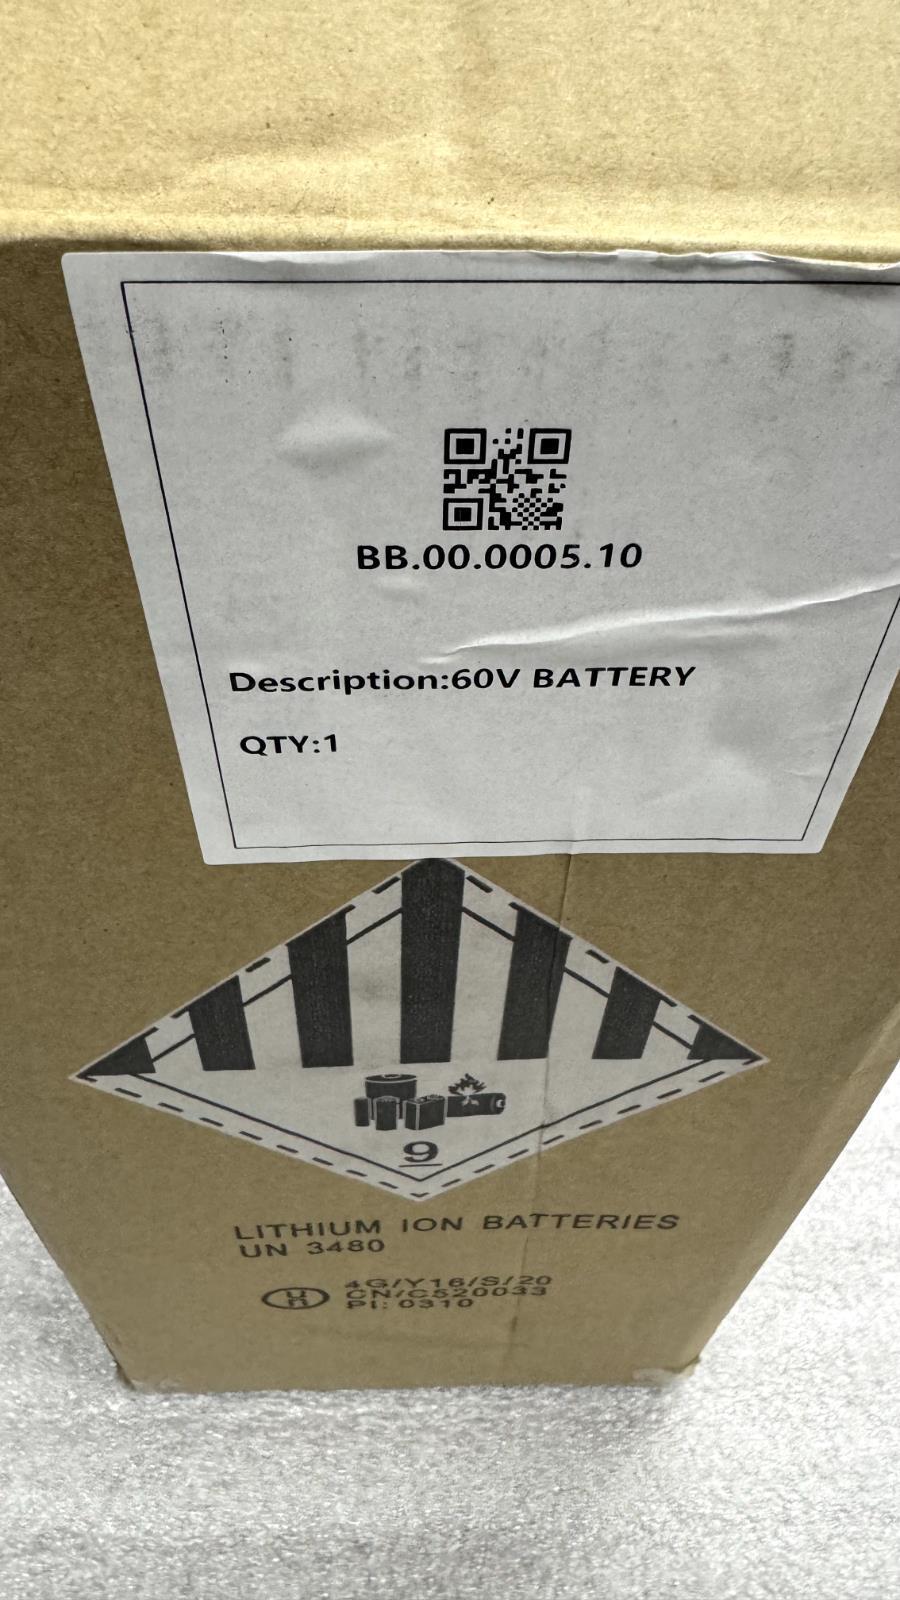 BB.00.0005.10
Description:60V BATTERY
QTY:1
9
LITHIUM ION BATTERIES
UN 3480
un
4G/Y16/S/20
CN/C520033
PI: 0310